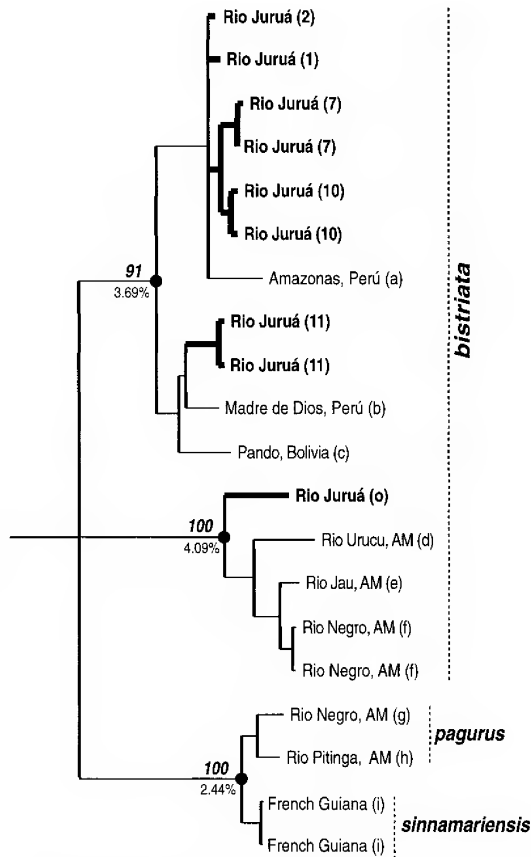 Rio Juruá (2)
Rio Juruá (1)
Rio Juruá (7)
Rio Juruá (7)
Rio Juruá (10)
Rio Juruá (10)
Amazonas, Perú (a)
91
3.69%
Rio Juruá (11)
Rio Juruá (11)
Madre de Dios, Perú (b)
Pando, Bolivia (c)
bistriata
Rio Juruá (o)
100
4.09%
Rio Urucu, AM (d)
Rio Jau, AM (e)
Rio Negro, AM (f)
Rio Negro, AM (f)
Rio Negro, AM (g)
pagurus
Rio Pitinga, AM (h)
100
2.44%
French Guiana (i)
sinnamariensis
French Guiana (i)